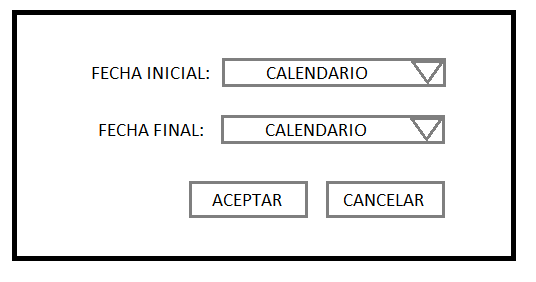 FECHA INICIAL: CALENDARIO
FECHA FINAL: CALENDARIO
ACEPTAR CANCELAR